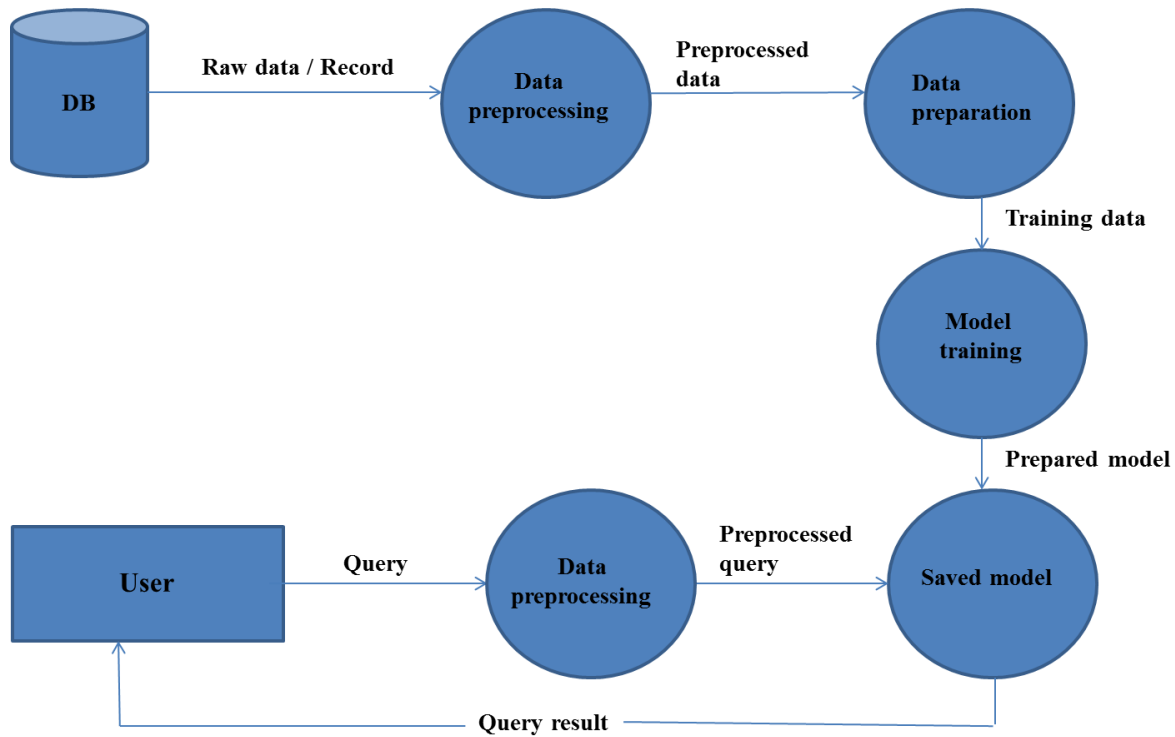 DB
Raw data / Record
Data
preprocessing
Preprocessed
data
Data
preparation
Training data
Model
training
Prepared model
User
Query
Data
preprocessing
Preprocessed
query
Saved model
Query result